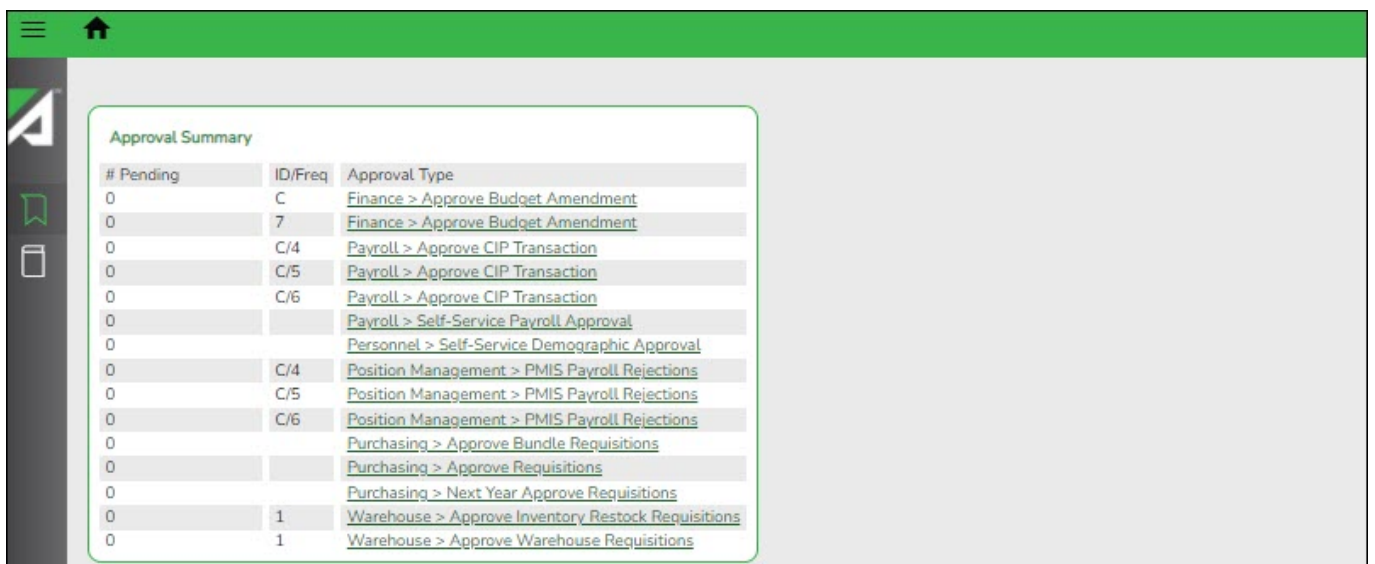 Approval Summary
# Pending ID/Freq Approval Type
0 C Finance > Approve Budget Amendment
0 7 Finance > Approve Budget Amendment
0 C/4 Payroll > Approve CIP Transaction
0 C/5 Payroll > Approve CIP Transaction
0 C/6 Payroll > Approve CIP Transaction
0 Payroll > Self-Service Payroll Approval
0 Personnel > Self-Service Demographic Approval
0 C/4 Position Management > PMIS Payroll Rejections
0 C/5 Position Management > PMIS Payroll Rejections
0 C/6 Position Management > PMIS Payroll Rejections
0 Purchasing > Approve Bundle Requisitions
0 Purchasing > Approve Requisitions
0 Purchasing > Next Year Approve Requisitions
0 1 Warehouse > Approve Inventory Restock Requisitions
0 1 Warehouse > Approve Warehouse Requisitions